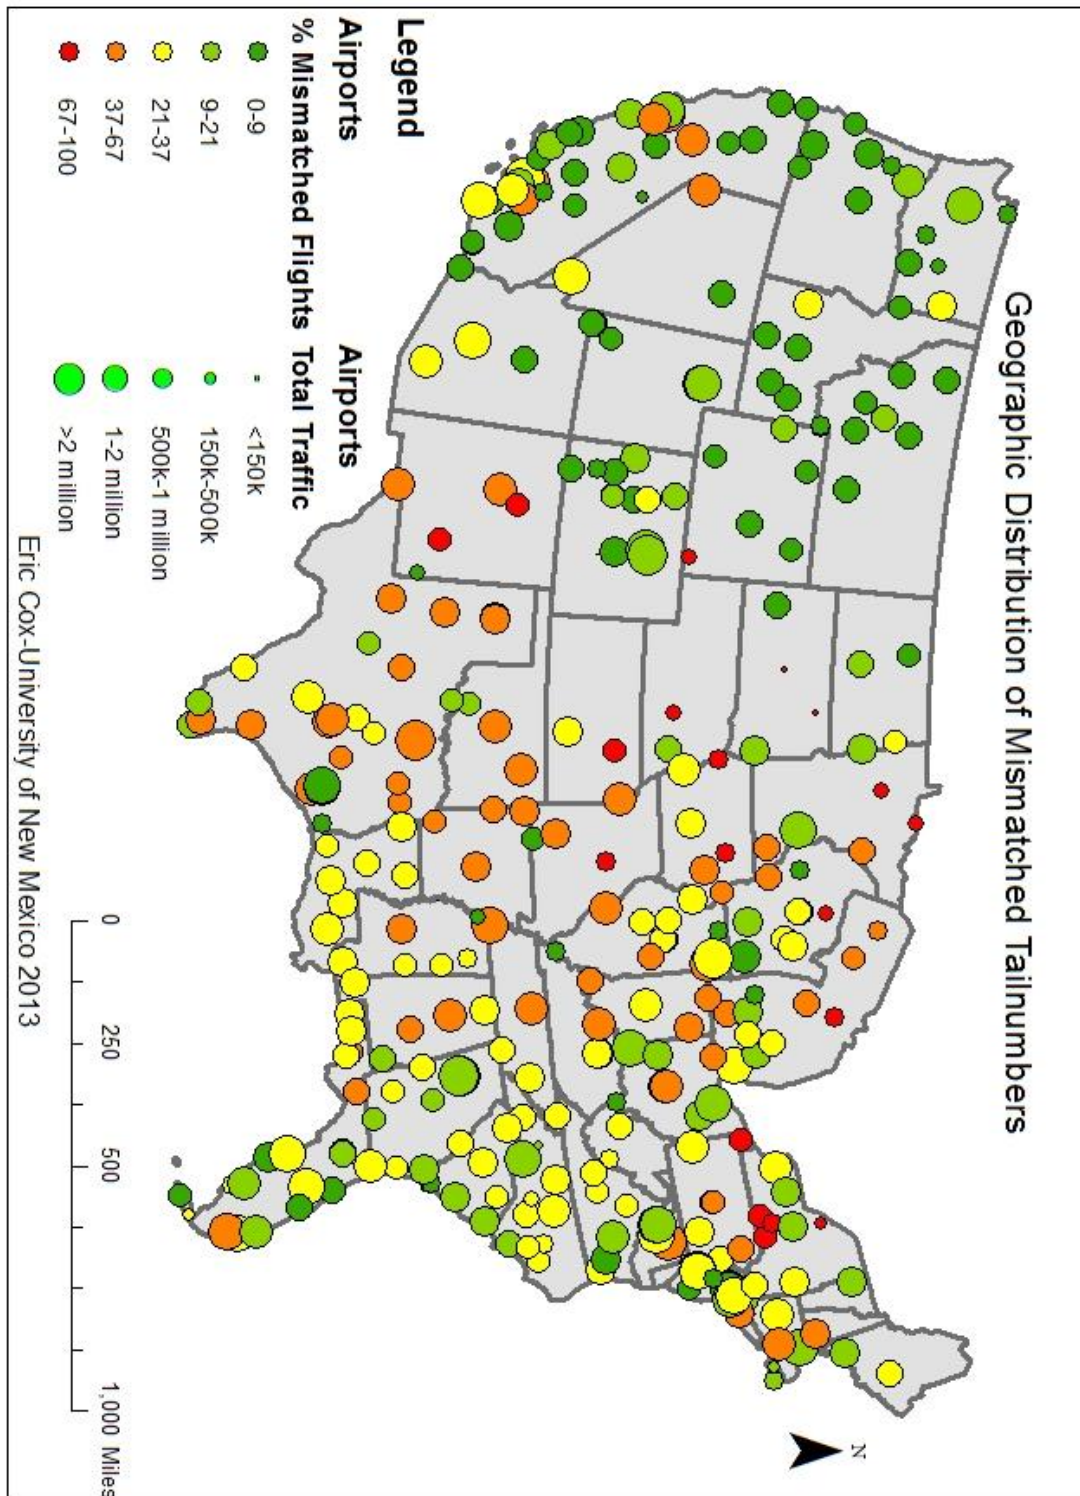 Geographic Distribution of Mismatched Tailnumbers
N
Legend
Airports
% Mismatched Flights
0-9
9-21
21-37
37-67
67-100
Airports
Total Traffic
<150k
150k-500k
500k-1 million
1-2 million
>2 million
0 250 500 1,000 Miles
Eric Cox-University of New Mexico 2013